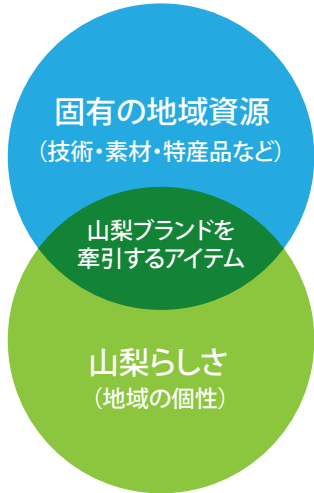 固有の地域資源
（技術・素材・特産品など）
山梨ブランドを
牽引するアイテム
山梨らしさ
（地域の個性）